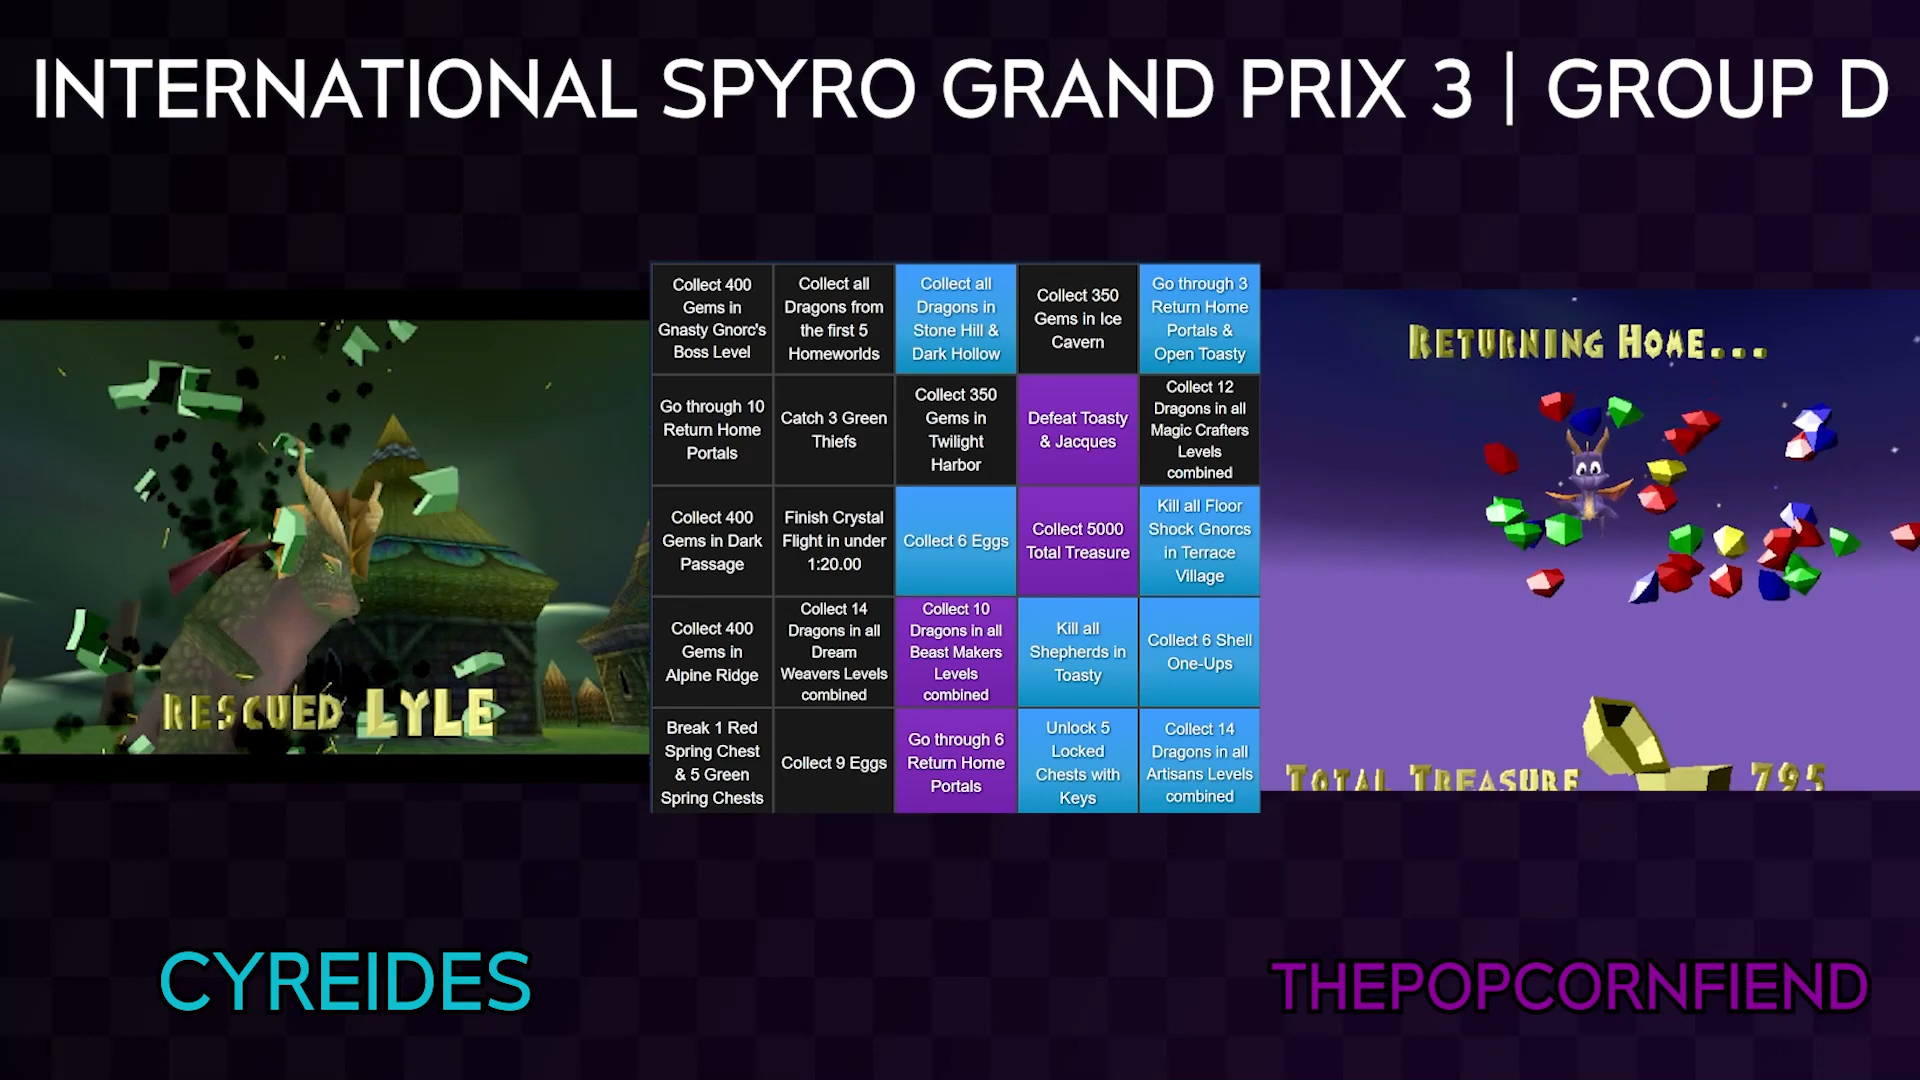 INTERNATIONAL SPYRO GRAND PRIX 3 | GROUP D
Collect 400
Gems in
Gnasty Gnorc's
Boss Level
Collect all
Dragons from
the first 5
Homeworlds
Collect all
Dragons in
Stone Hill &
Dark Hollow
Collect 350
Gems in Ice
Cavern
Go through 3
Return Home
Portals &
Open Toasty
Go through 10
Return Home
Portals
Catch 3 Green
Thiefs
Collect 350
Gems in
Twilight
Harbor
Defeat Toasty
& Jacques
Collect 12
Dragons in all
Magic Crafters
Levels
combined
Collect 400
Gems in Dark
Passage
Finish Crystal
Flight in under
1:20.00
Collect 6 Eggs
Collect 5000
Total Treasure
Kill all Floor
Shock Gnorcs
in Terrace
Village
Collect 400
Gems in
Alpine Ridge
Collect 14
Dragons in all
Dream
Weavers Levels
combined
Collect 10
Dragons in all
Beast Makers
Levels
combined
Kill all
Shepherds in
Toasty
Collect 6 Shell
One-Ups
Break 1 Red
Spring Chest
& 5 Green
Spring Chests
Collect 9 Eggs
Go through 6
Return Home
Portals
Unlock 5
Locked
Chests with
Keys
Collect 14
Dragons in all
Artisans Levels
combined
RESCUED LYLE
RETURNING HOME...
TOTAL TREASURE 795
CYREIDES
THEPOPCORNFIEND